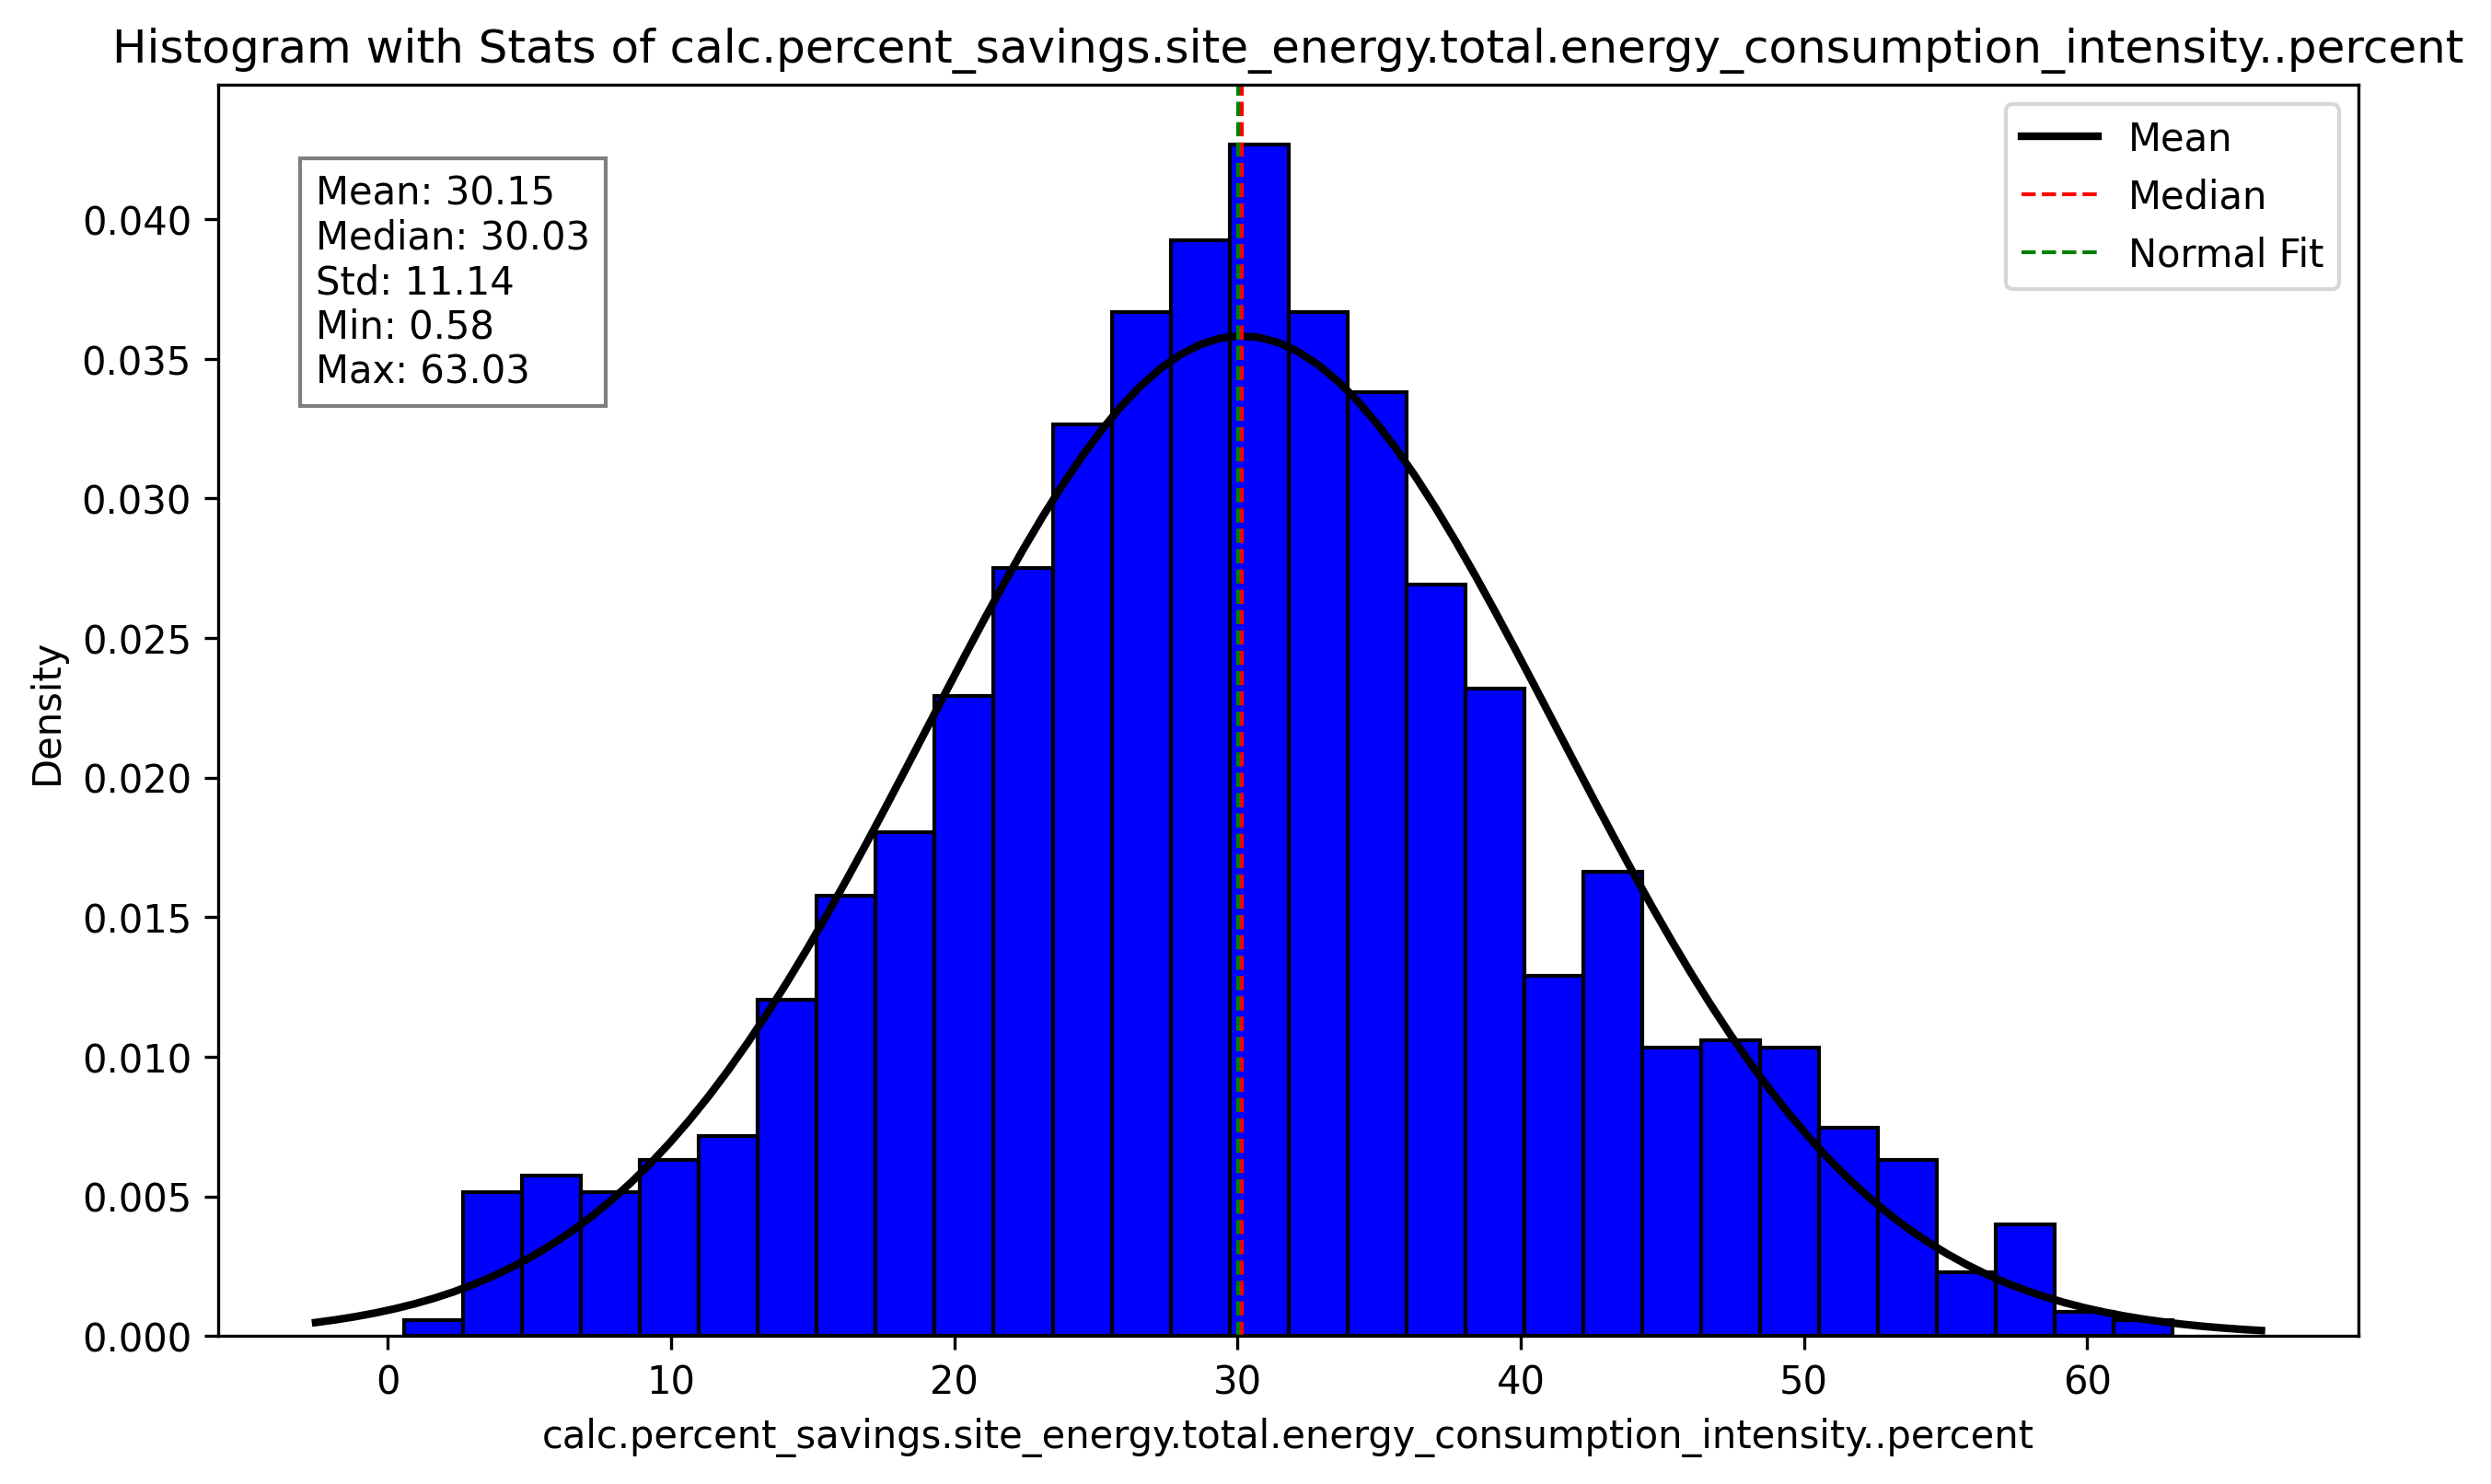 Histogram with Stats of calc.percent_savings.site_energy.total.energy_consumption_intensity..percent
Mean: 30.15
Median: 30.03
Std: 11.14
Min: 0.58
Max: 63.03
Mean
Median
Normal Fit
Density
0.040
0.035
0.030
0.025
0.020
0.015
0.010
0.005
0.000
0 10 20 30 40 50 60
calc.percent_savings.site_energy.total.energy_consumption_intensity..percent